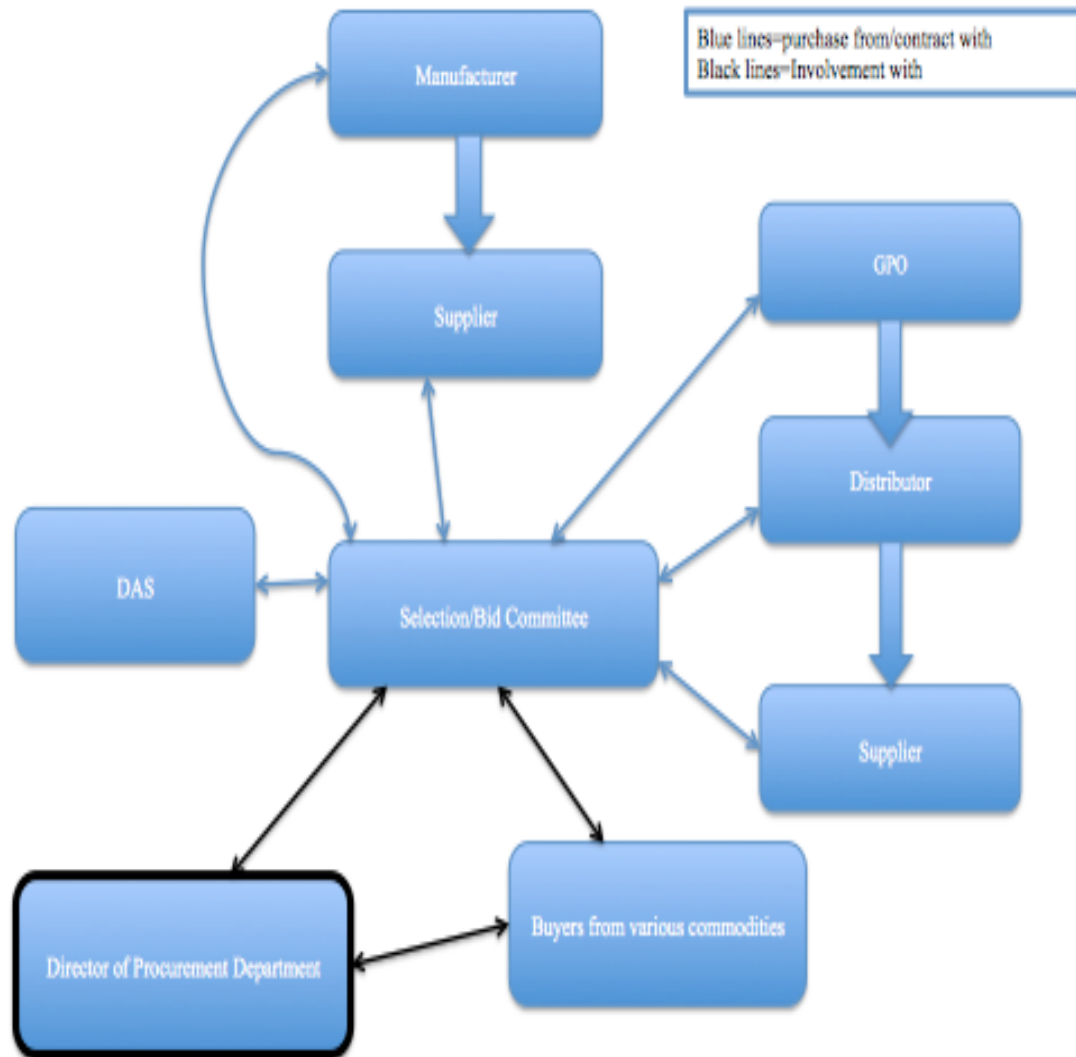 Blue lines=purchase from/contract with
Black lines=Involvement with
Manufacturer
GPO
Supplier
Distributor
DAS
Selection/Bid Committee
Supplier
Buyers from various commodities
Director of Procurement Department